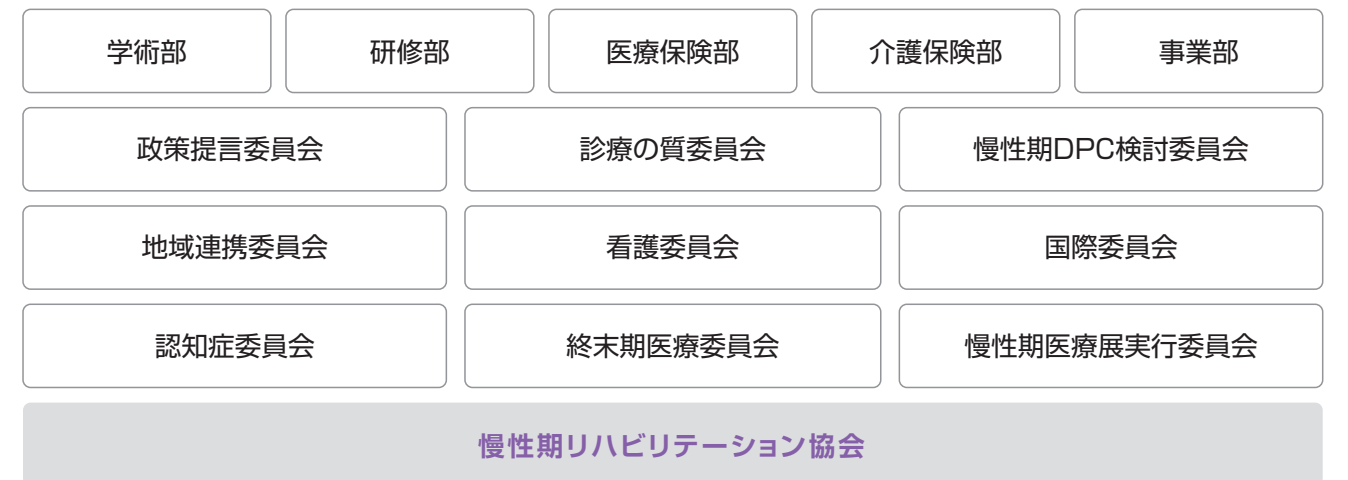 学術部
研修部
医療保険部
介護保険部
事業部
政策提言委員会
診療の質委員会
慢性期DPC検討委員会
地域連携委員会
看護委員会
国際委員会
認知症委員会
終末期医療委員会
慢性期医療展実行委員会
慢性期リハビリテーション協会